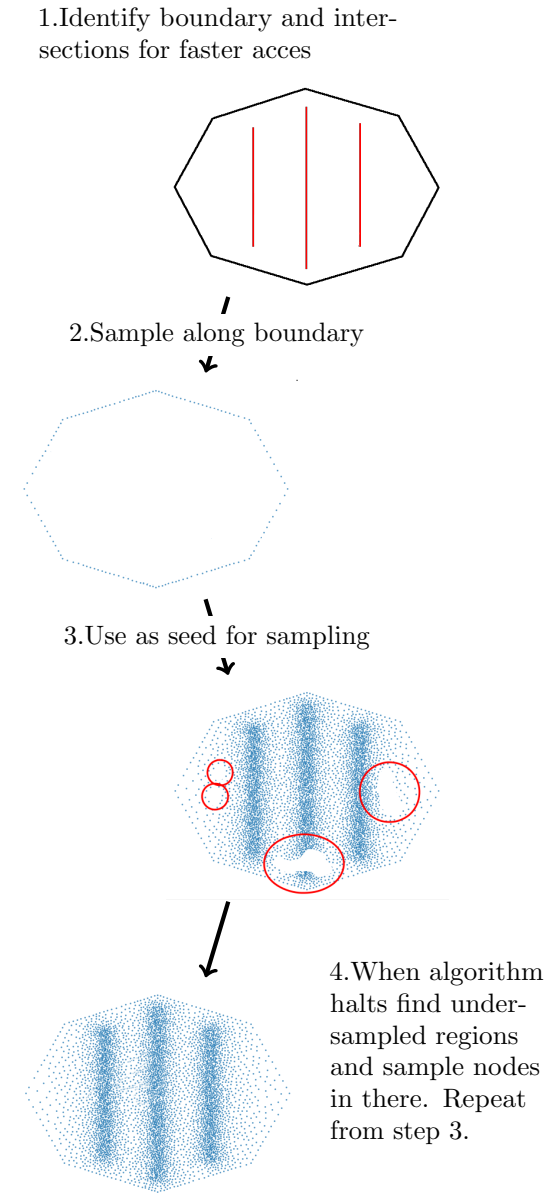 1.Identify boundary and inter-
sections for faster acces
2.Sample along boundary
3.Use as seed for sampling
4.When algorithm
halts find under-
sampled regions
and sample nodes
in there. Repeat
from step 3.